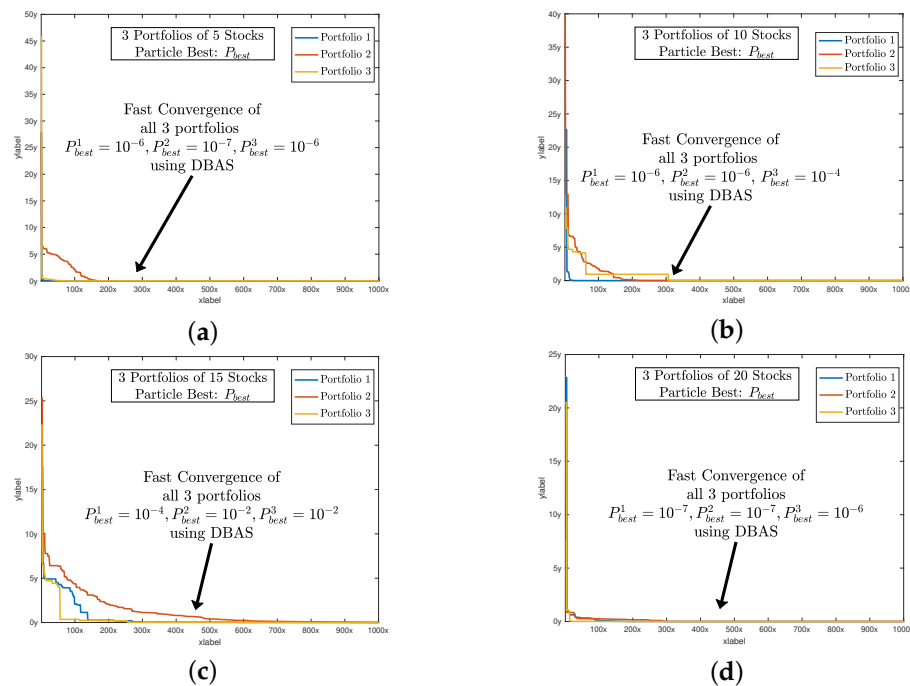 3 Portfolios of 5 Stocks
Particle Best: P_best
Portfolio 1
Portfolio 2
Portfolio 3
Fast Convergence of
all 3 portfolios
P^1_best = 10^-6, P^2_best = 10^-7, P^3_best = 10^-6
using DBAS
50y
45y
40y
35y
30y
25y
20y
15y
10y
5y
0y
ylabel
100x 200x 300x 400x 500x 600x 700x 800x 900x 1000x
xlabel
(a)
3 Portfolios of 10 Stocks
Particle Best: P_best
Portfolio 1
Portfolio 2
Portfolio 3
Fast Convergence of
all 3 portfolios
P^1_best = 10^-6, P^2_best = 10^-6, P^3_best = 10^-4
using DBAS
40y
35y
30y
25y
20y
15y
10y
5y
0y
ylabel
100x 200x 300x 400x 500x 600x 700x 800x 900x 1000x
xlabel
(b)
3 Portfolios of 15 Stocks
Particle Best: P_best
Portfolio 1
Portfolio 2
Portfolio 3
Fast Convergence of
all 3 portfolios
P^1_best = 10^-4, P^2_best = 10^-2, P^3_best = 10^-2
using DBAS
30y
25y
20y
15y
10y
5y
0y
ylabel
100x 200x 300x 400x 500x 600x 700x 800x 900x 1000x
xlabel
(c)
3 Portfolios of 20 Stocks
Particle Best: P_best
Portfolio 1
Portfolio 2
Portfolio 3
Fast Convergence of
all 3 portfolios
P^1_best = 10^-7, P^2_best = 10^-7, P^3_best = 10^-6
using DBAS
25y
20y
15y
10y
5y
0y
ylabel
100x 200x 300x 400x 500x 600x 700x 800x 900x 1000x
xlabel
(d)